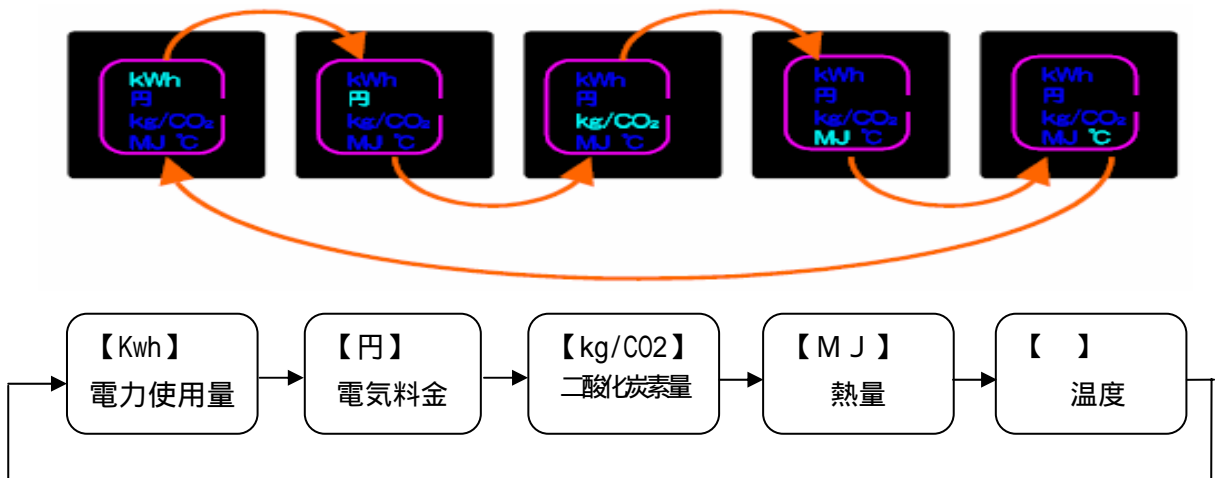 kWh
円
kg/CO₂
MJ ℃
kWh
円
kg/CO₂
MJ ℃
kWh
円
kg/CO₂
MJ ℃
kWh
円
kg/CO₂
MJ ℃
kWh
円
kg/CO₂
MJ ℃
【Kwh】
電力使用量
【円】
電気料金
【kg/CO2】
二酸化炭素量
【ＭＪ】
熱量
【　】
温度